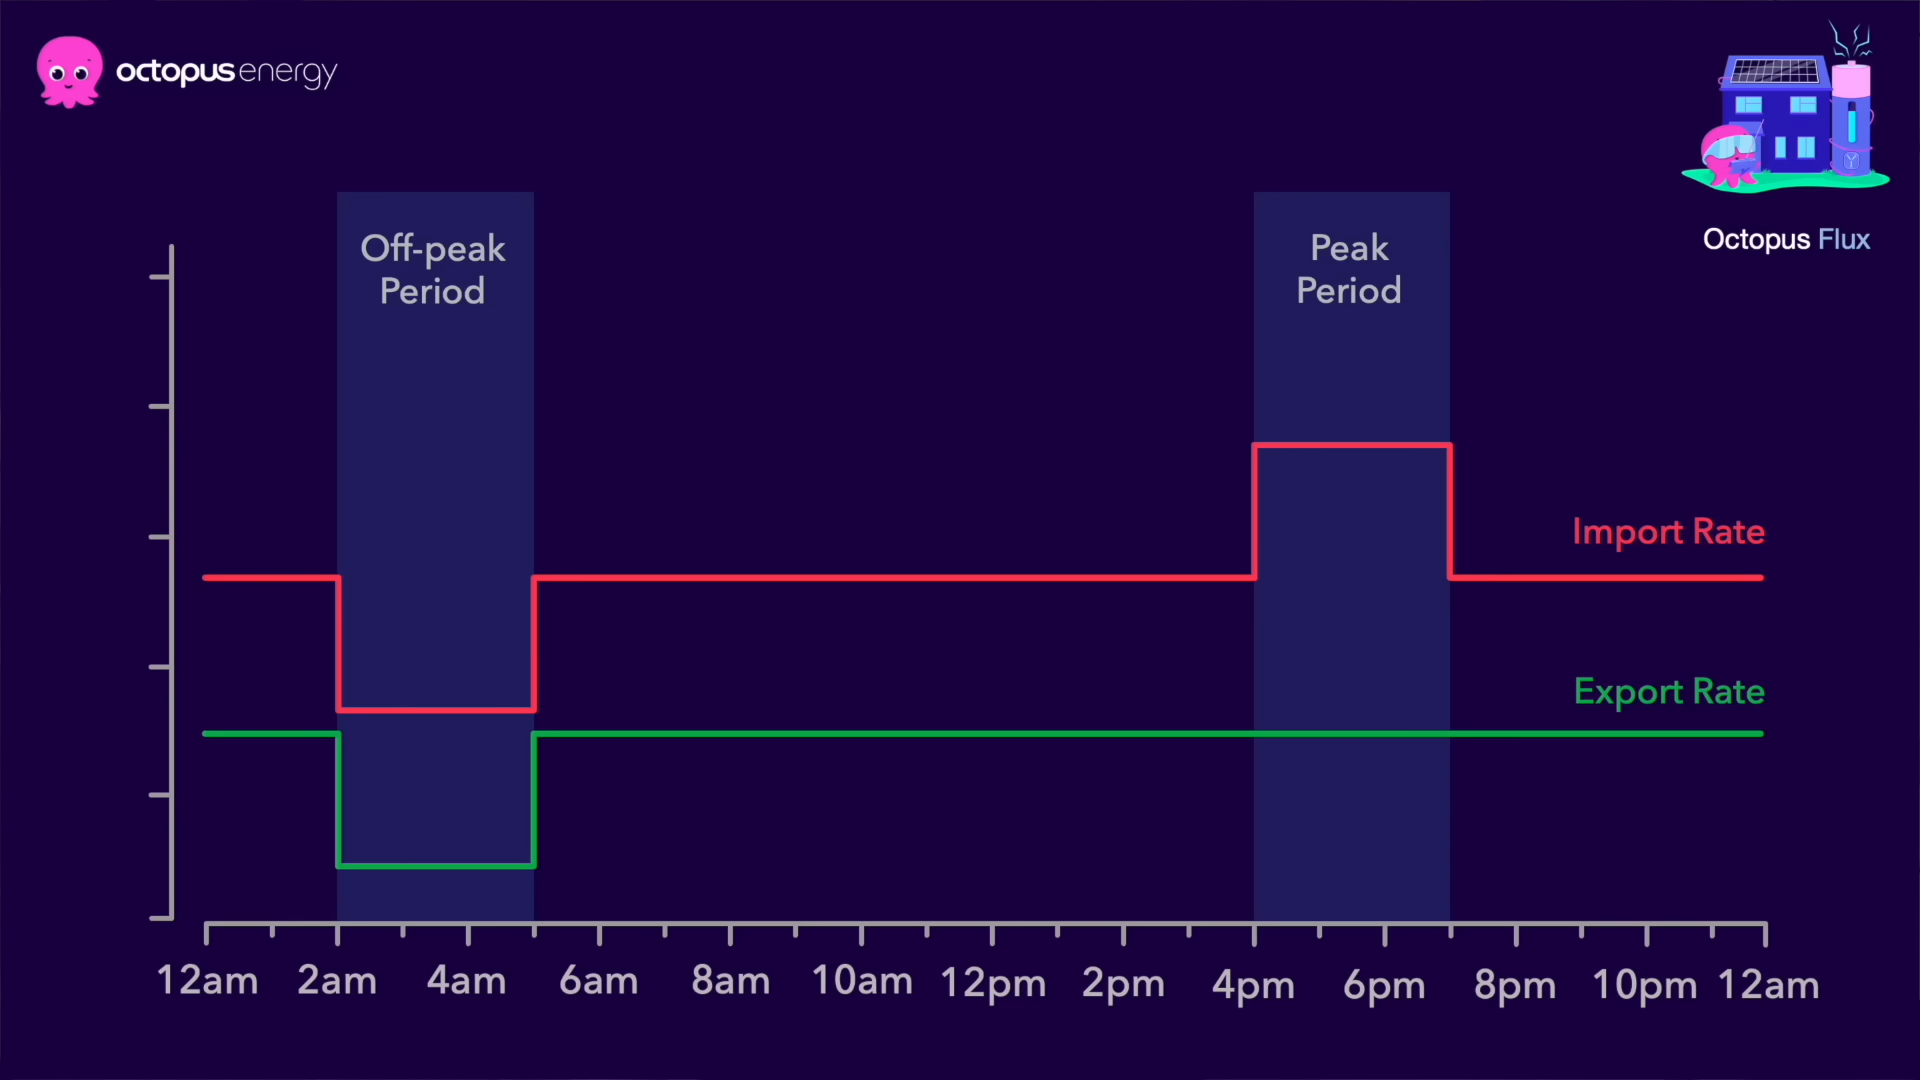 octopusenergy
Octopus Flux
Off-peak
Period
Peak
Period
Import Rate
Export Rate
12am 2am 4am 6am 8am 10am 12pm 2pm 4pm 6pm 8pm 10pm 12am